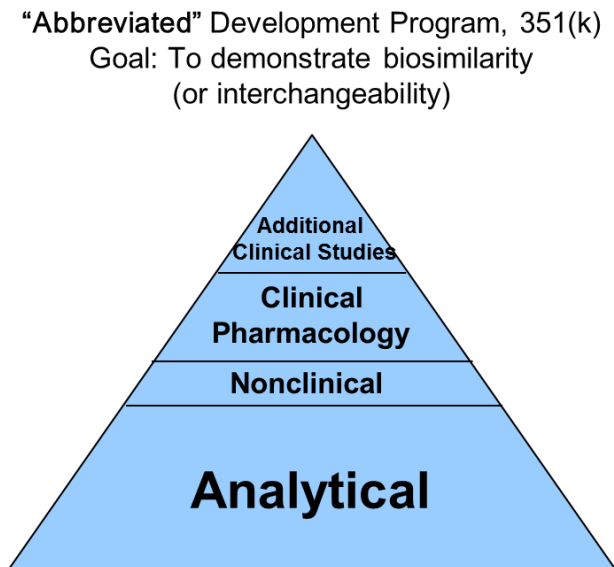 “Abbreviated” Development Program, 351(k)
Goal: To demonstrate biosimilarity
(or interchangeability)
Additional
Clinical Studies
Clinical
Pharmacology
Nonclinical
Analytical